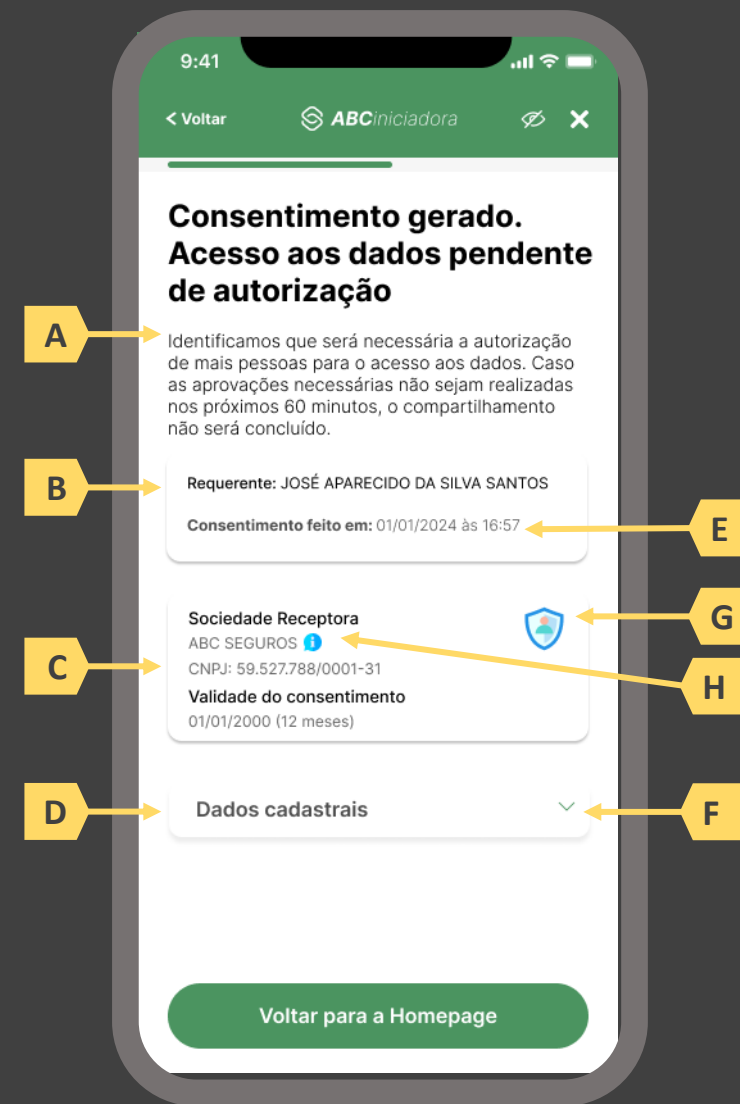 9:41
< Voltar
ABCiniciadora
Consentimento gerado.
Acesso aos dados pendente
de autorização
A
Identificamos que será necessária a autorização
de mais pessoas para o acesso aos dados. Caso
as aprovações necessárias não sejam realizadas
nos próximos 60 minutos, o compartilhamento
não será concluído.
B
Requerente: JOSÉ APARECIDO DA SILVA SANTOS
Consentimento feito em: 01/01/2024 às 16:57
E
Sociedade Receptora
G
ABC SEGUROS i
C
CNPJ: 59.527.788/0001-31
H
Validade do consentimento
01/01/2000 (12 meses)
D
Dados cadastrais
F
Voltar para a Homepage